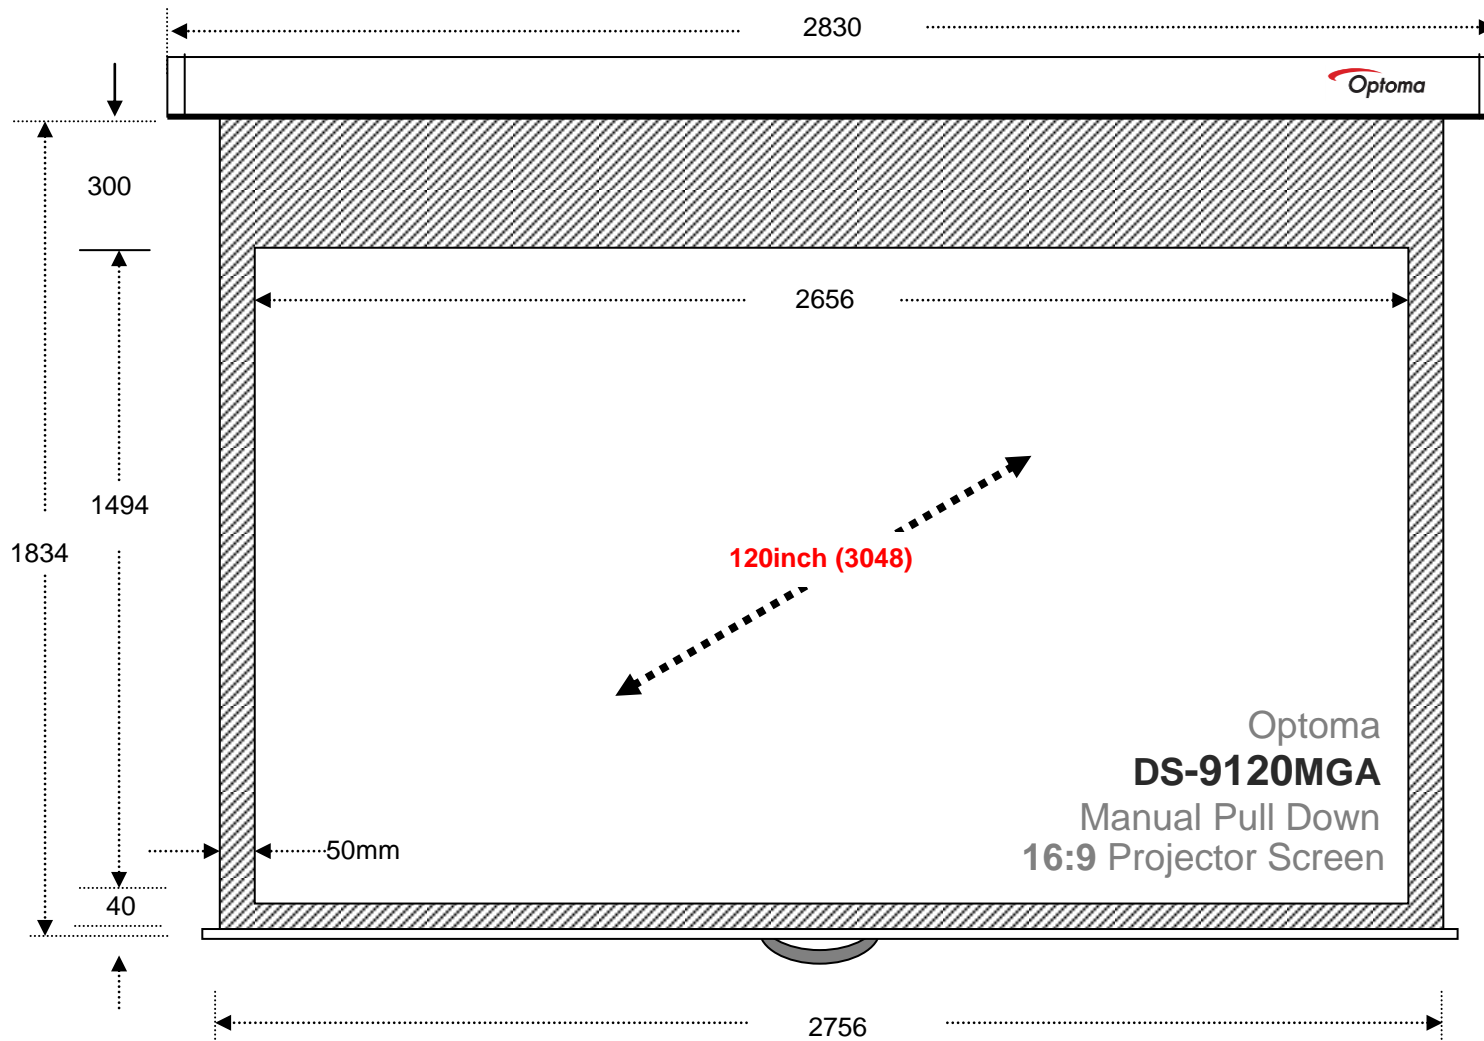 2830
Optoma
300
2656
1494
1834
120inch (3048)
Optoma
DS-9120MGA
Manual Pull Down
50mm
16:9 Projector Screen
40
2756